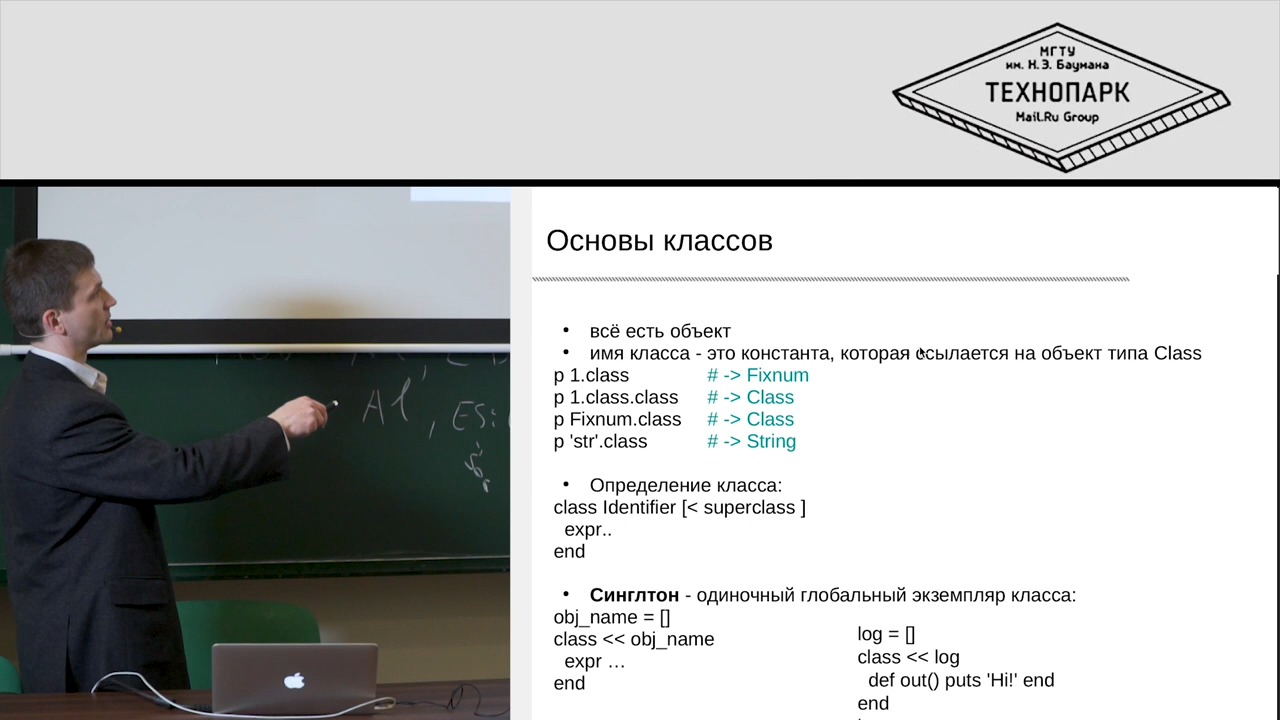 МГТУ
им. Н.Э. Баумана
ТЕХНОПАРК
Mail.Ru Group
Al, ES:
Основы классов
• всё есть объект
• имя класса - это константа, которая ссылается на объект типа Class
p 1.class # -> Fixnum
p 1.class.class # -> Class
p Fixnum.class # -> Class
p 'str'.class # -> String
• Определение класса:
class Identifier [< superclass ]
expr..
end
• Синглтон - одиночный глобальный экземпляр класса:
obj_name = []
class << obj_name
expr …
end
log = []
class << log
def out() puts 'Hi!' end
end